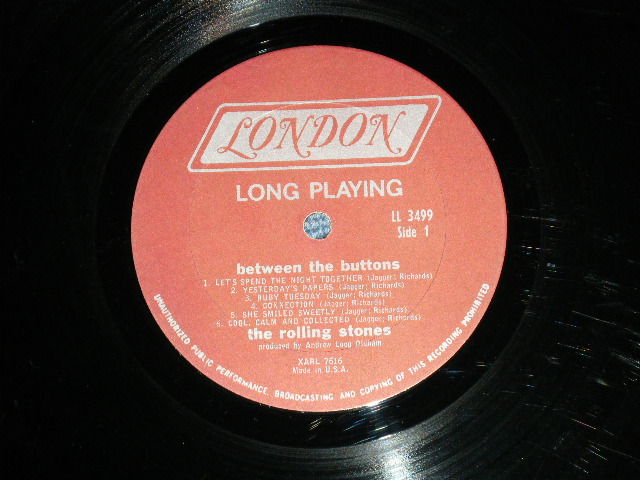 LONDON
LONG PLAYING
LL 3499
Side 1
between the buttons
1. LET'S SPEND THE NIGHT TOGETHER (Jagger; Richards)
2. YESTERDAY'S PAPERS (Jagger; Richards)
3. RUBY TUESDAY (Jagger; Richards)
4. CONNECTION (Jagger; Richards)
5. SHE SMILED SWEETLY (Jagger; Richards)
6. COOL, CALM AND COLLECTED (Jagger; Richards)
the rolling stones
produced by Andrew Loog Oldham
XARL 7616
Made in U.S.A.
UNAUTHORIZED PUBLIC PERFORMANCE, BROADCASTING AND COPYING OF THIS RECORDING PROHIBITED